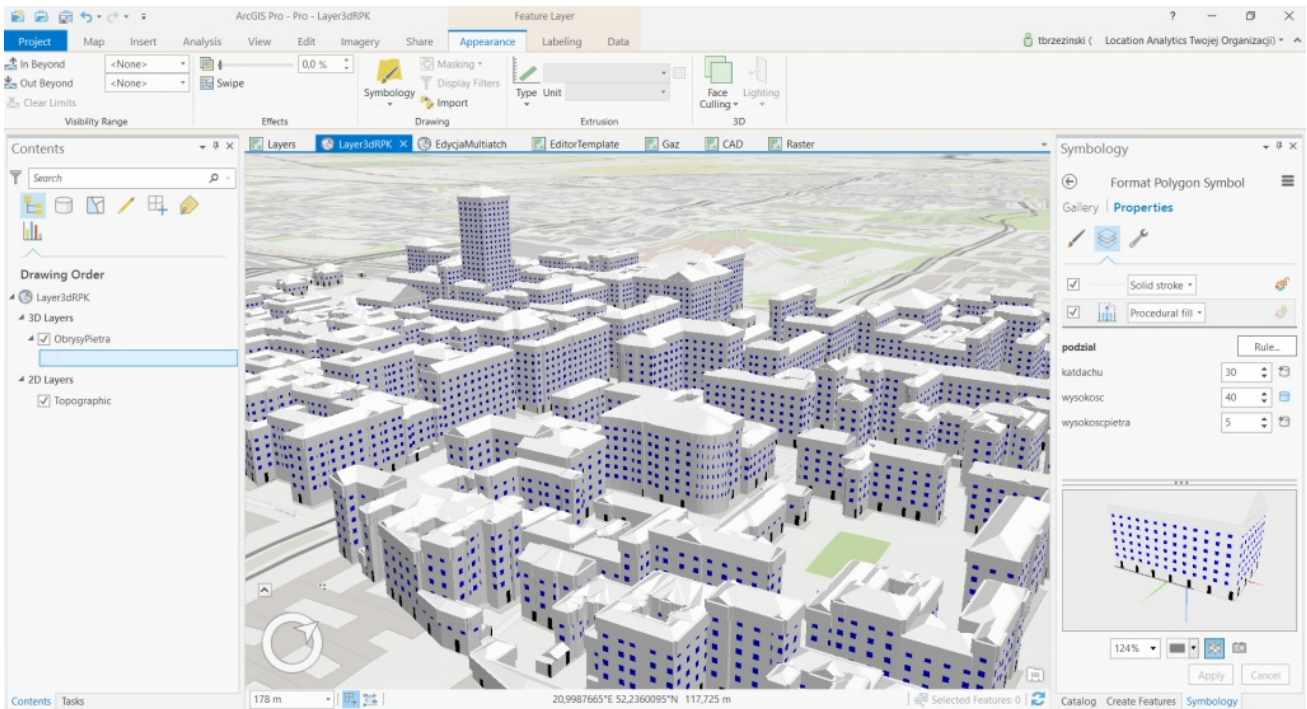 ArcGIS Pro - Pro - Layer3dRPK
Feature Layer
?
Project Map Insert Analysis View Edit Imagery Share Appearance Labeling Data
tbrzezinski ( Location Analytics Twojej Organizacji)
In Beyond <None>
Out Beyond <None>
Clear Limits
Visibility Range
0,0 %
Swipe
Effects
Symbology
Masking
Display Filters
Import
Drawing
Type Unit
Extrusion
Face Culling
Lighting
3D
Contents
Search
Drawing Order
Layer3dRPK
3D Layers
ObrysyPietra
2D Layers
Topographic
Contents Tasks
Layers Layer3dRPK EdycjaMultiatch EditorTemplate Gaz CAD Raster
178 m
20,9987665°E 52,2360095°N 117,725 m
Selected Features: 0
Symbology
Format Polygon Symbol
Gallery Properties
Solid stroke
Procedural fill
podzial Rule...
katdachu 30
wysokosc 40
wysokoscpietra 5
124%
Apply Cancel
Catalog Create Features Symbology